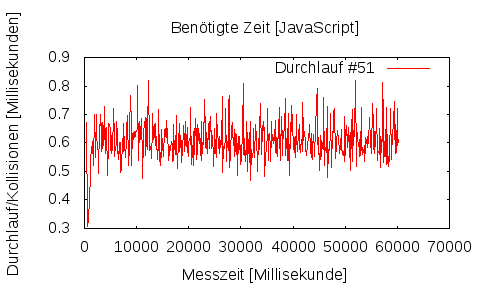 Benötigte Zeit [JavaScript]
Durchlauf/Kollisionen [Millisekunden]
Durchlauf #51
0.9
0.8
0.7
0.6
0.5
0.4
0.3
0 10000 20000 30000 40000 50000 60000 70000
Messzeit [Millisekunde]